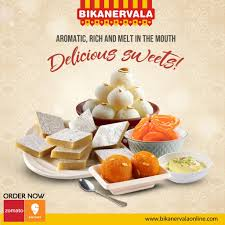 BIKANERVALA
AROMATIC, RICH AND MELT IN THE MOUTH
Delicious sweets!
ORDER NOW
zomato
www.bikanervalaonline.com